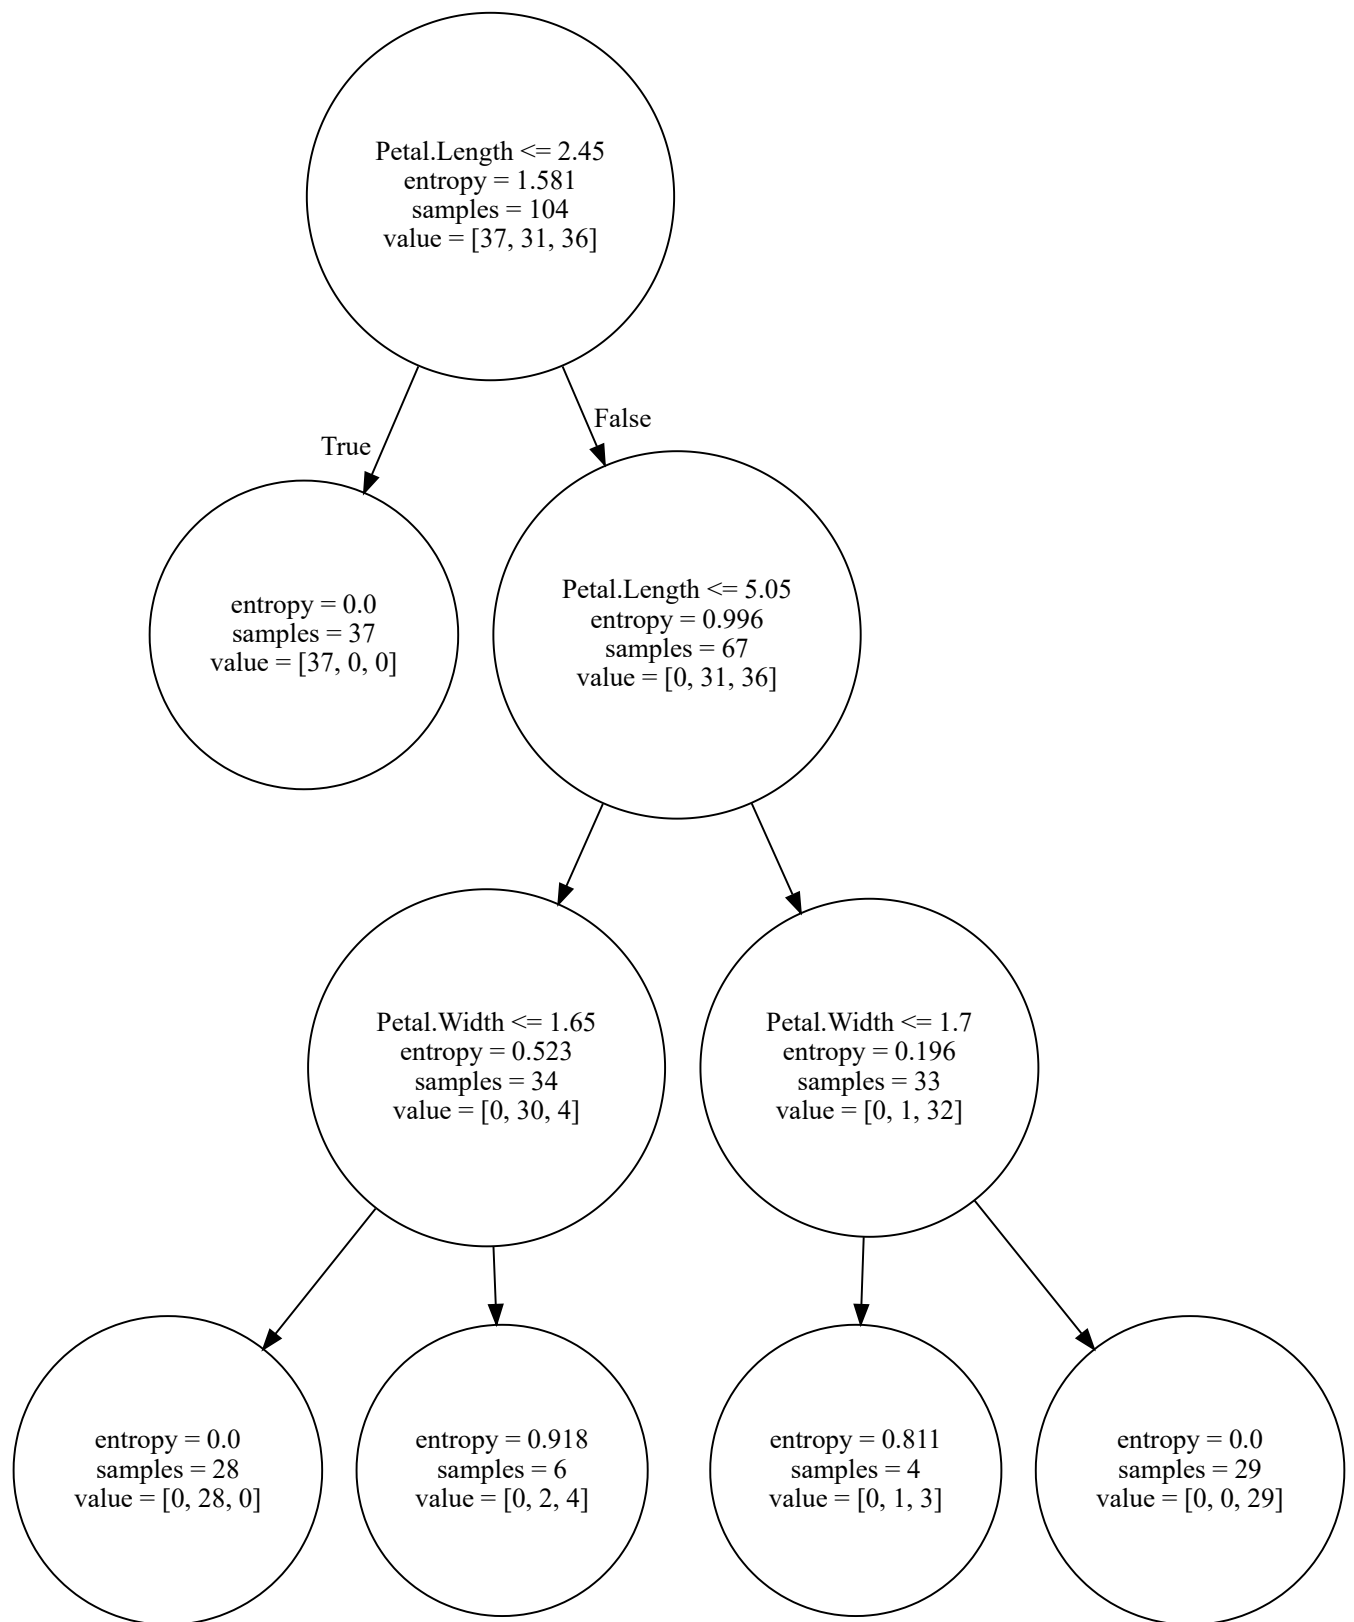 Petal.Length <= 2.45
entropy = 1.581
samples = 104
value = [37, 31, 36]
True
False
entropy = 0.0
samples = 37
value = [37, 0, 0]
Petal.Length <= 5.05
entropy = 0.996
samples = 67
value = [0, 31, 36]
Petal.Width <= 1.65
entropy = 0.523
samples = 34
value = [0, 30, 4]
Petal.Width <= 1.7
entropy = 0.196
samples = 33
value = [0, 1, 32]
entropy = 0.0
samples = 28
value = [0, 28, 0]
entropy = 0.918
samples = 6
value = [0, 2, 4]
entropy = 0.811
samples = 4
value = [0, 1, 3]
entropy = 0.0
samples = 29
value = [0, 0, 29]